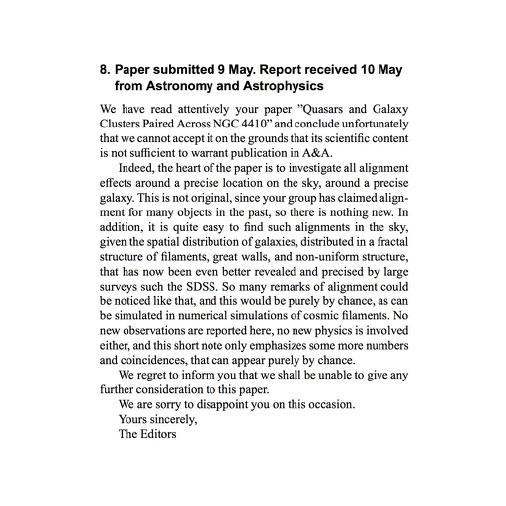 8. Paper submitted 9 May. Report received 10 May
from Astronomy and Astrophysics
We have read attentively your paper "Quasars and Galaxy
Clusters Paired Across NGC 4410" and conclude unfortunately
that we cannot accept it on the grounds that its scientific content
is not sufficient to warrant publication in A&A.
Indeed, the heart of the paper is to investigate all alignment
effects around a precise location on the sky, around a precise
galaxy. This is not original, since your group has claimed align-
ment for many objects in the past, so there is nothing new. In
addition, it is quite easy to find such alignments in the sky,
given the spatial distribution of galaxies, distributed in a fractal
structure of filaments, great walls, and non-uniform structure,
that has now been even better revealed and precised by large
surveys such the SDSS. So many remarks of alignment could
be noticed like that, and this would be purely by chance, as can
be simulated in numerical simulations of cosmic filaments. No
new observations are reported here, no new physics is involved
either, and this short note only emphasizes some more numbers
and coincidences, that can appear purely by chance.
We regret to inform you that we shall be unable to give any
further consideration to this paper.
We are sorry to disappoint you on this occasion.
Yours sincerely,
The Editors